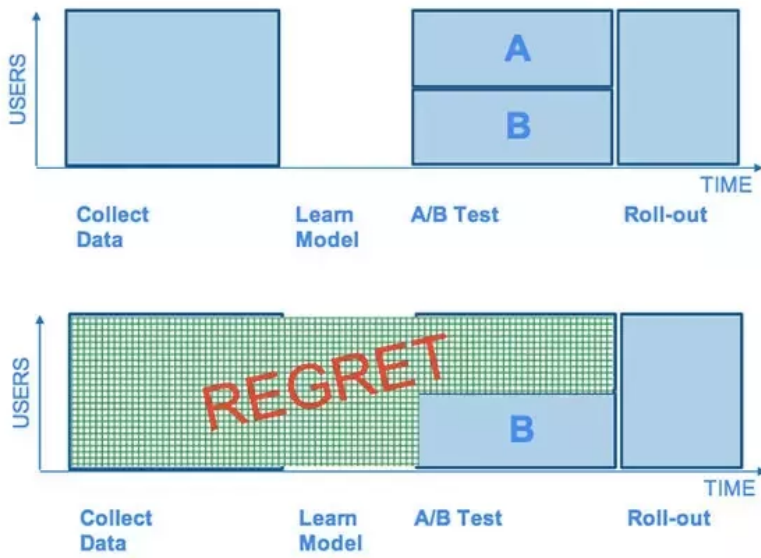 USERS
A
B
TIME
Collect
Data
Learn
Model
A/B Test
Roll-out
USERS
REGRET
B
TIME
Collect
Data
Learn
Model
A/B Test
Roll-out